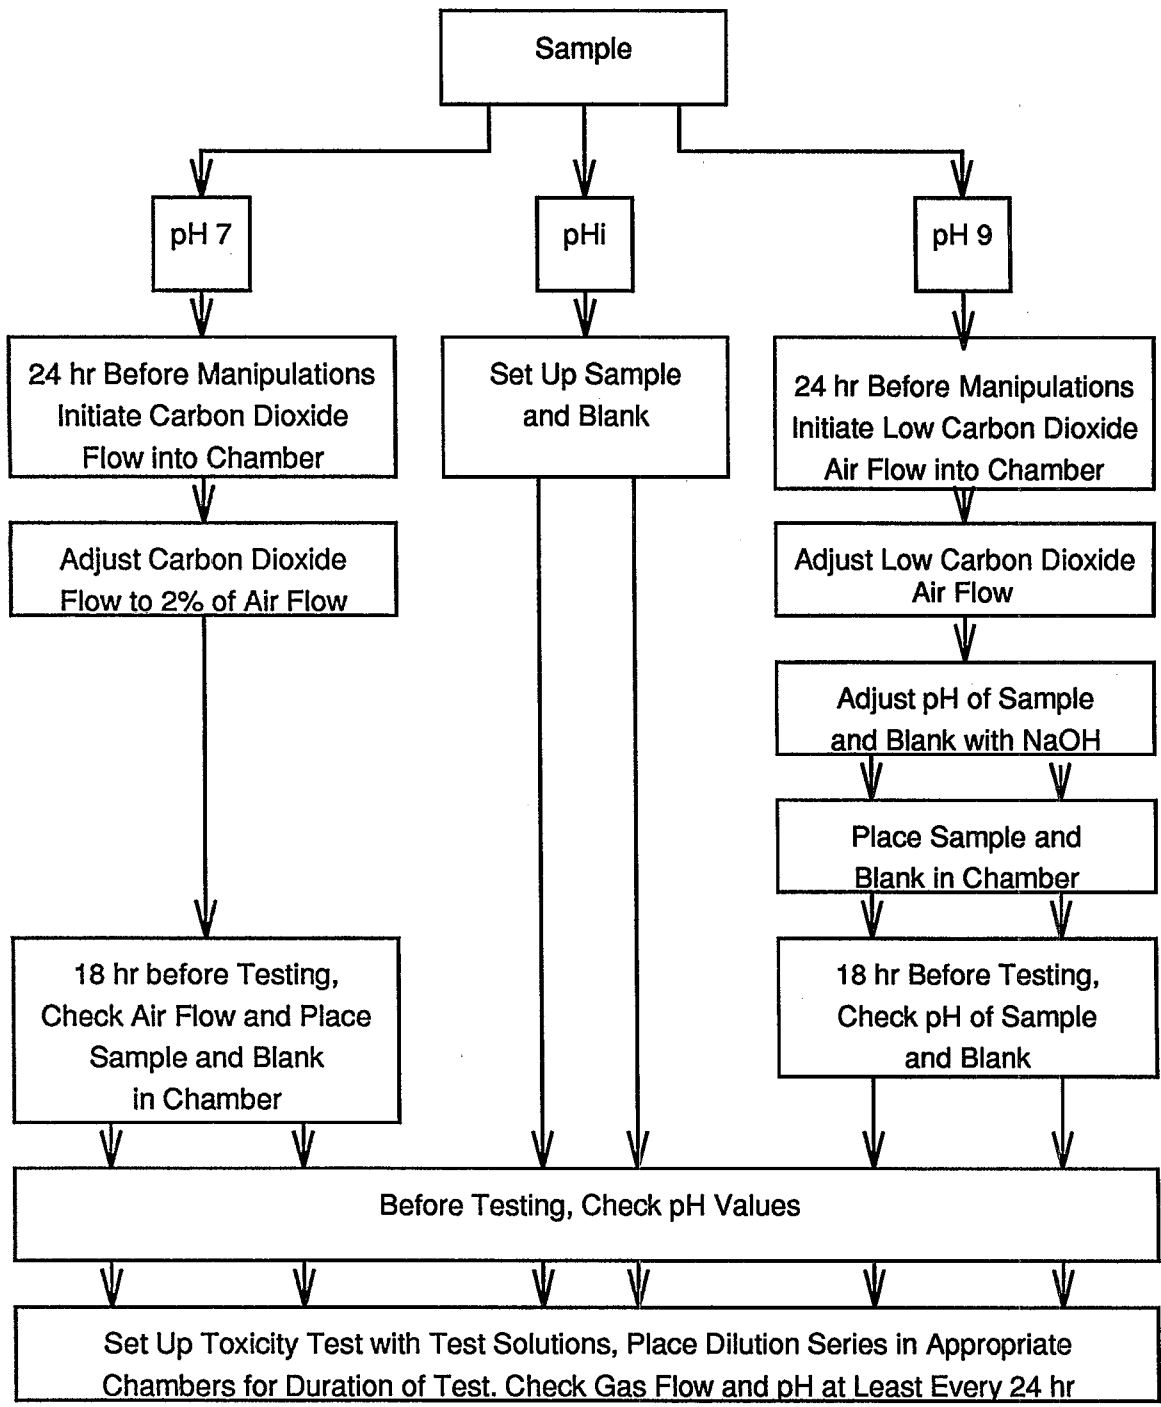 Sample
pH 7
pHi
pH 9
24 hr Before Manipulations
Initiate Carbon Dioxide
Flow into Chamber
Set Up Sample
and Blank
24 hr Before Manipulations
Initiate Low Carbon Dioxide
Air Flow into Chamber
Adjust Carbon Dioxide
Flow to 2% of Air Flow
Adjust Low Carbon Dioxide
Air Flow
Adjust pH of Sample
and Blank with NaOH
Place Sample and
Blank in Chamber
18 hr before Testing,
Check Air Flow and Place
Sample and Blank
in Chamber
18 hr Before Testing,
Check pH of Sample
and Blank
Before Testing, Check pH Values
Set Up Toxicity Test with Test Solutions, Place Dilution Series in Appropriate
Chambers for Duration of Test. Check Gas Flow and pH at Least Every 24 hr